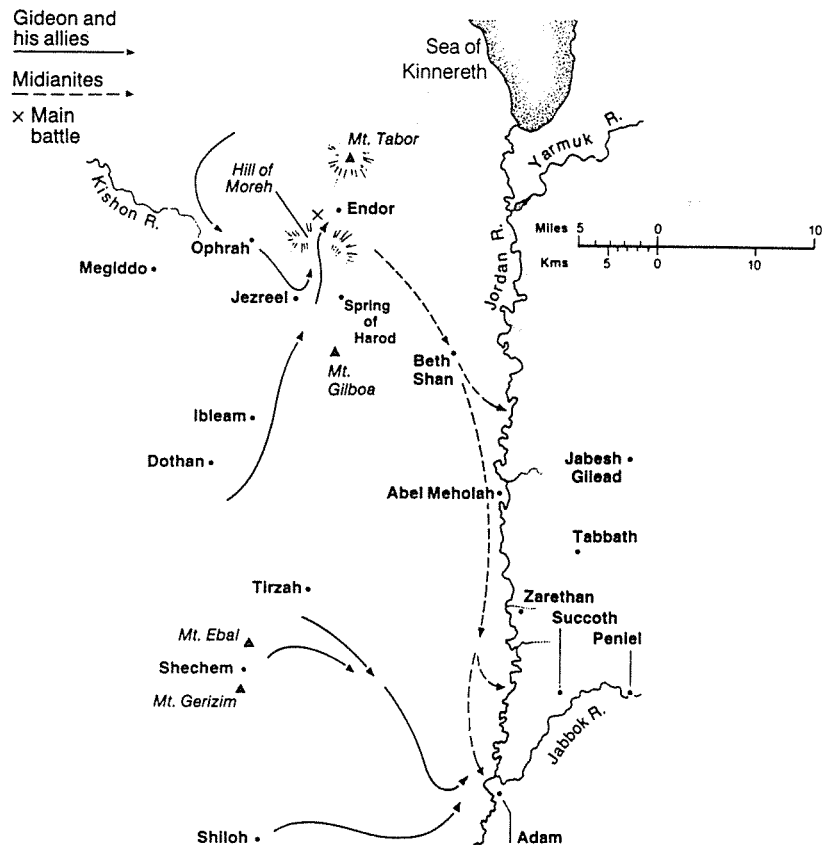 Gideon and
his allies
Midianites
× Main
battle
Sea of
Kinnereth
Mt. Tabor
Yarmuk R.
Hill of
Moreh
Kishon R.
Endor
Ophrah
Megiddo
Miles 5 0 10
Kms 5 0 10
Jordan R.
Jezreel
Spring
of
Harod
Mt.
Gilboa
Beth
Shan
Ibleam
Dothan
Jabesh
Gilead
Abel Meholah
Tabbath
Tirzah
Zarethan
Succoth
Peniel
Mt. Ebal
Shechem
Mt. Gerizim
Jabbok R.
Shiloh
Adam